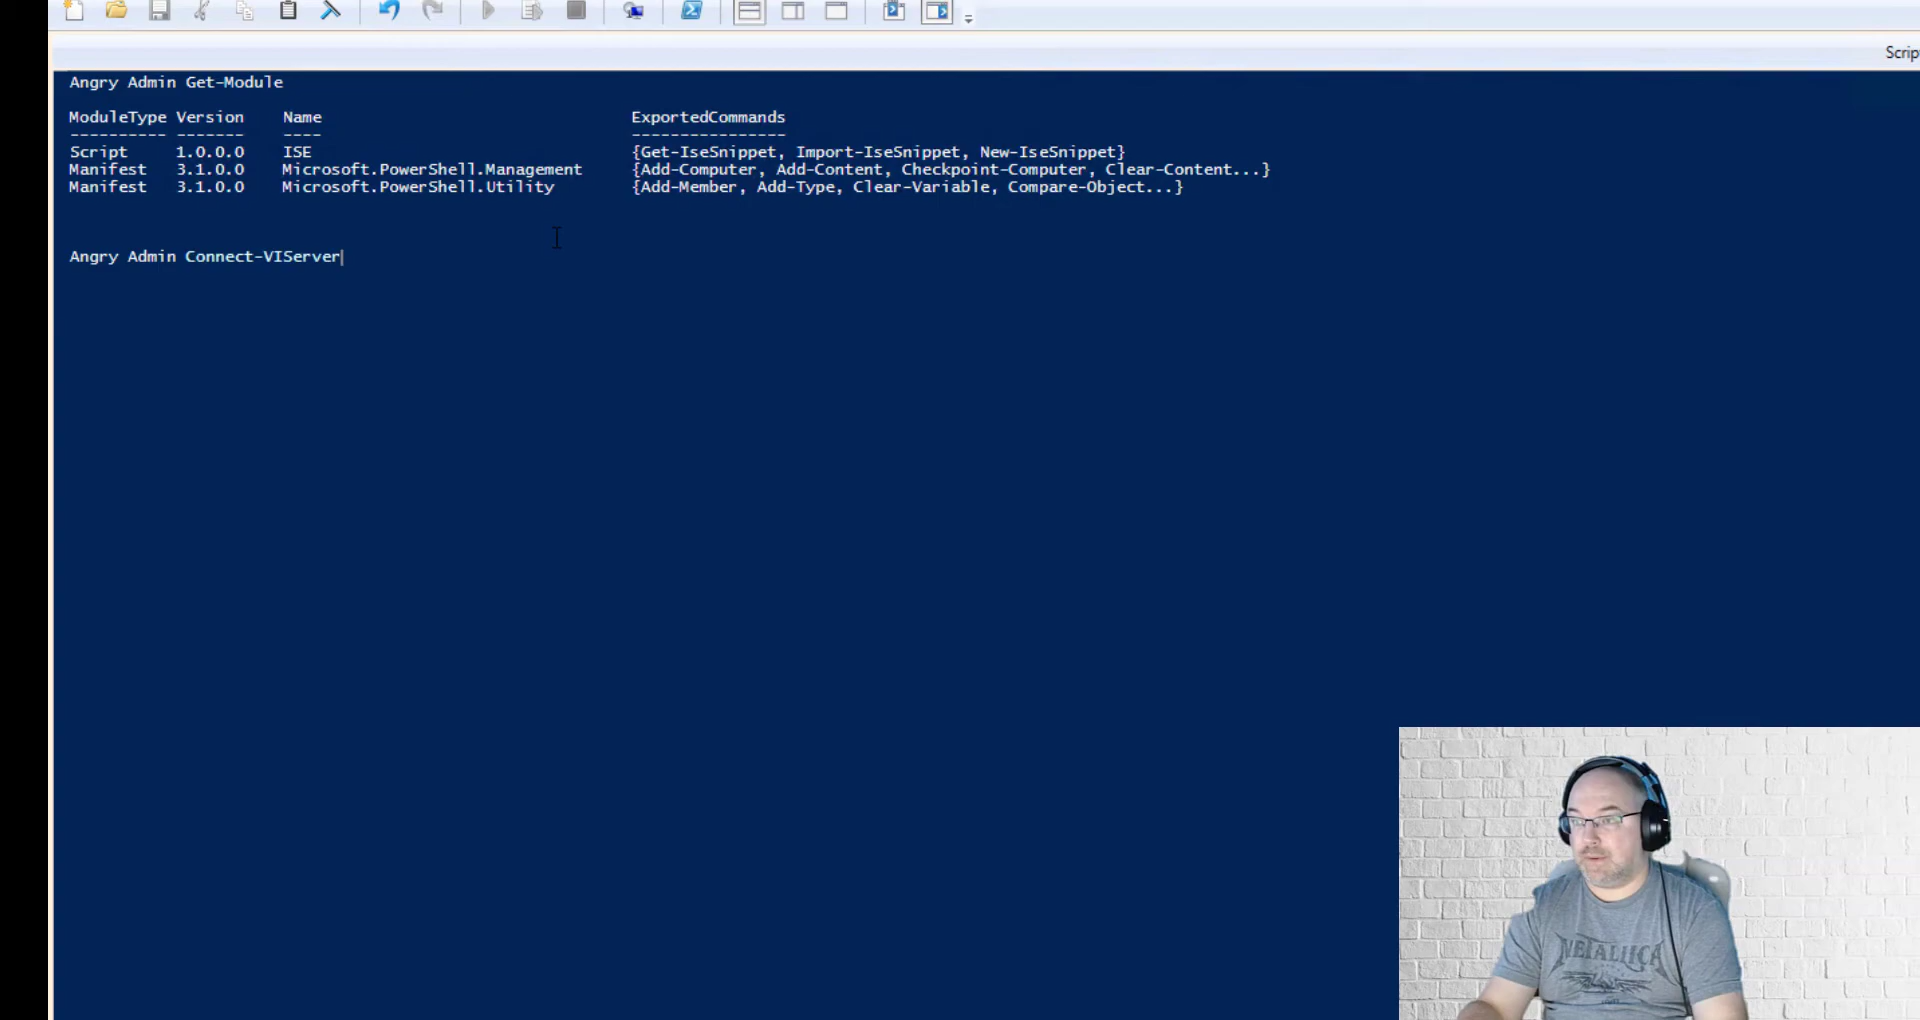 Scrip
Angry Admin Get-Module
ModuleType Version Name ExportedCommands
---------- ------- ---- ----------------
Script 1.0.0.0 ISE {Get-IseSnippet, Import-IseSnippet, New-IseSnippet}
Manifest 3.1.0.0 Microsoft.PowerShell.Management {Add-Computer, Add-Content, Checkpoint-Computer, Clear-Content...}
Manifest 3.1.0.0 Microsoft.PowerShell.Utility {Add-Member, Add-Type, Clear-Variable, Compare-Object...}
Angry Admin Connect-VIServer
METALLICA